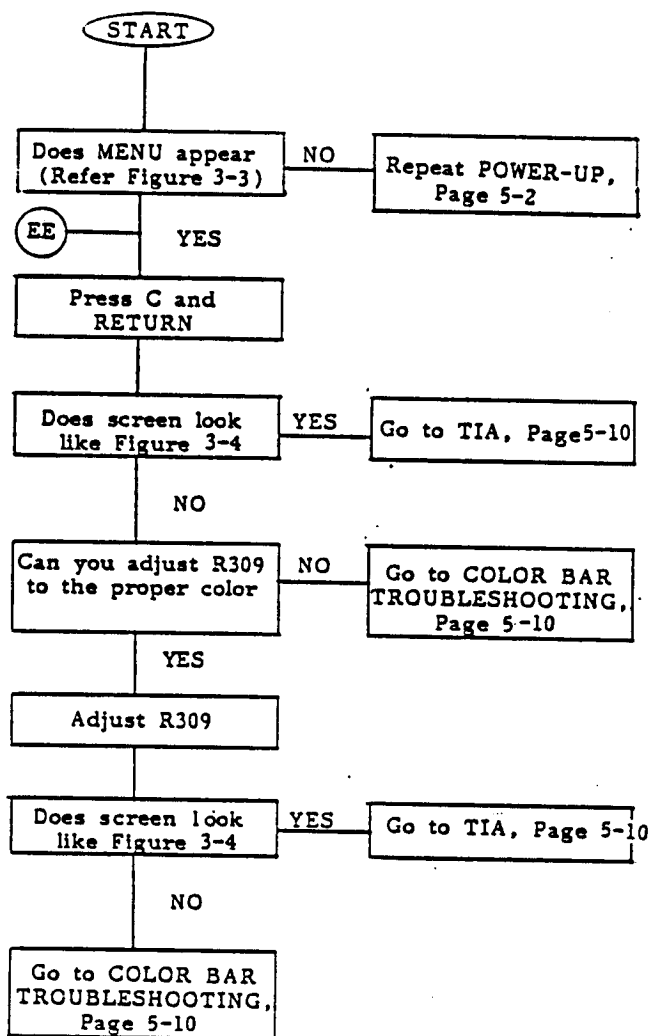 START
Does MENU appear
(Refer Figure 3-3)
NO
Repeat POWER-UP,
Page 5-2
EE
YES
Press C and
RETURN
Does screen look
like Figure 3-4
YES
Go to TIA, Page5-10
NO
Can you adjust R309
to the proper color
NO
Go to COLOR BAR
TROUBLESHOOTING,
Page 5-10
YES
Adjust R309
Does screen look
like Figure 3-4
YES
Go to TIA, Page 5-10
NO
Go to COLOR BAR
TROUBLESHOOTING,
Page 5-10